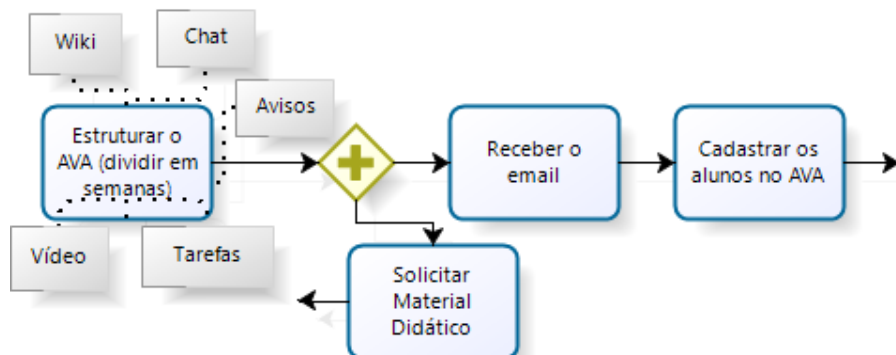 Wiki
Chat
Avisos
Estruturar o
AVA (dividir em
semanas)
Receber o
email
Cadastrar os
alunos no AVA
Vídeo
Tarefas
Solicitar
Material
Didático